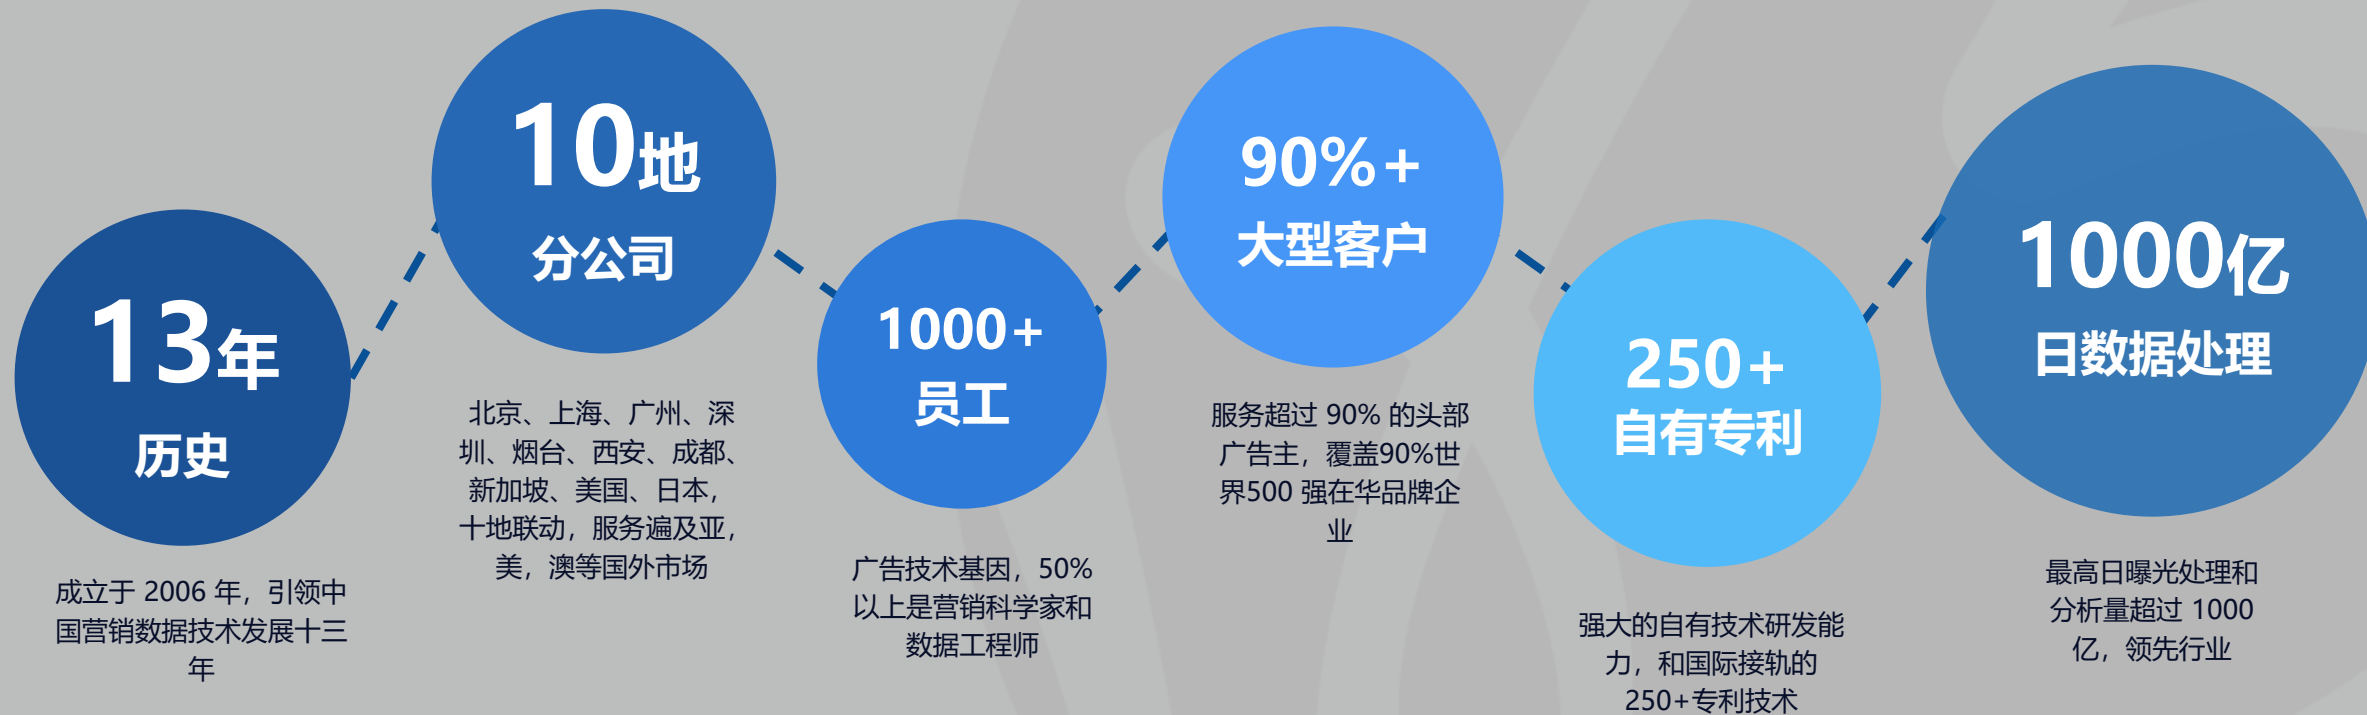 13年
历史
成立于 2006 年，引领中
国营销数据技术发展十三
年
10地
分公司
北京、上海、广州、深
圳、烟台、西安、成都、
新加坡、美国、日本，
十地联动，服务遍及亚，
美，澳等国外市场
1000+
员工
广告技术基因，50%
以上是营销科学家和
数据工程师
90%+
大型客户
服务超过 90% 的头部
广告主，覆盖90%世
界500 强在华品牌企
业
250+
自有专利
强大的自有技术研发能
力，和国际接轨的
250+专利技术
1000亿
日数据处理
最高日曝光处理和
分析量超过 1000
亿，领先行业